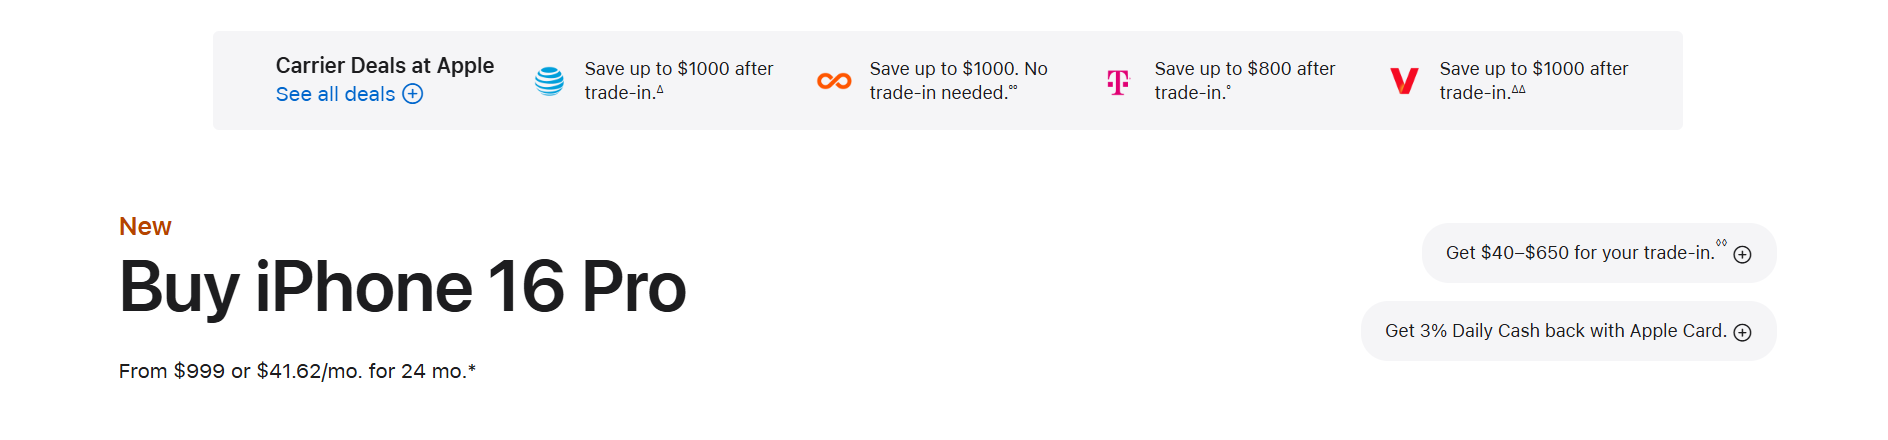 Carrier Deals at Apple
See all deals
Save up to $1000 after
trade-in.Δ
Save up to $1000. No
trade-in needed.°°
Save up to $800 after
trade-in.°
Save up to $1000 after
trade-in.ΔΔ
New
Buy iPhone 16 Pro
From $999 or $41.62/mo. for 24 mo.*
Get $40–$650 for your trade-in.◊◊
Get 3% Daily Cash back with Apple Card.